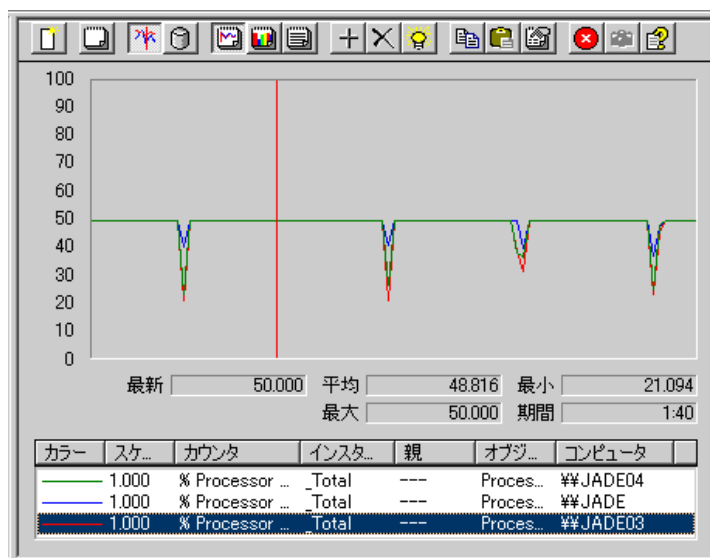 100
90
80
70
60
50
40
30
20
10
0
最新 50.000 平均 48.816 最小 21.094
最大 50.000 期間 1:40
カラー スケ... カウンタ インスタ... 親 オブジ... コンピュータ
1.000 % Processor ... _Total --- Proces... ¥¥JADE04
1.000 % Processor ... _Total --- Proces... ¥¥JADE
1.000 % Processor ... _Total --- Proces... ¥¥JADE03